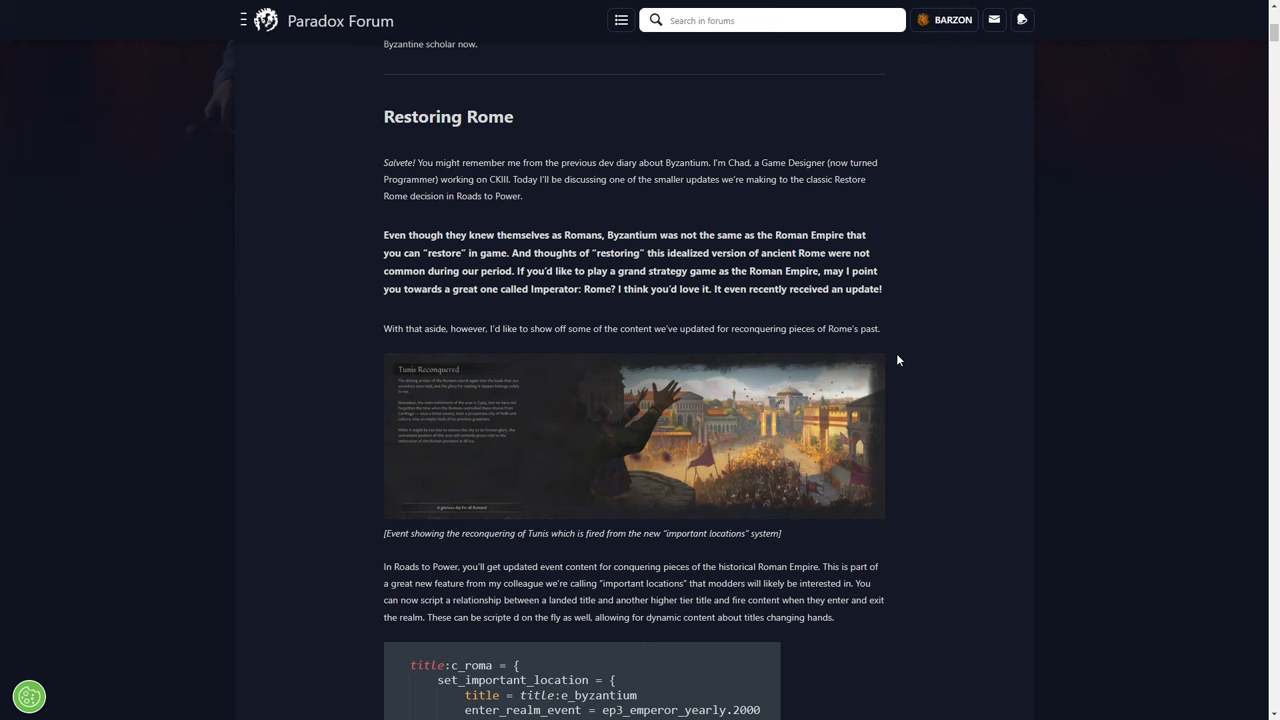 Paradox Forum
Search in forums
BARZON
Byzantine scholar now.
Restoring Rome
Salvete! You might remember me from the previous dev diary about Byzantium. I'm Chad, a Game Designer (now turned
Programmer) working on CKIII. Today I'll be discussing one of the smaller updates we're making to the classic Restore
Rome decision in Roads to Power.
Even though they knew themselves as Romans, Byzantium was not the same as the Roman Empire that
you can “restore” in game. And thoughts of “restoring” this idealized version of ancient Rome were not
common during our period. If you'd like to play a grand strategy game as the Roman Empire, may I point
you towards a great one called Imperator: Rome? I think you'd love it. It even recently received an update!
With that aside, however, I'd like to show off some of the content we've updated for reconquering pieces of Rome's past.
Tunis Reconquered
A glorious day for all Romans!
[Event showing the reconquering of Tunis which is fired from the new “important locations” system]
In Roads to Power, you'll get updated event content for conquering pieces of the historical Roman Empire. This is part of
a great new feature from my colleague we're calling “important locations” that modders will likely be interested in. You
can now script a relationship between a landed title and another higher tier title and fire content when they enter and exit
the realm. These can be scripte d on the fly as well, allowing for dynamic content about titles changing hands.
title:c_roma = {
set_important_location = {
title = title:e_byzantium
enter_realm_event = ep3_emperor_yearly.2000